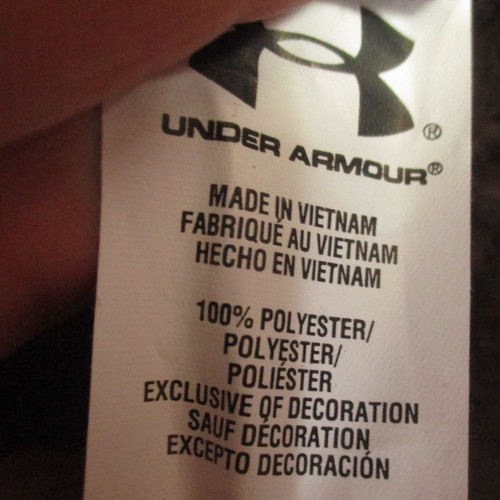 UNDER ARMOUR®
MADE IN VIETNAM
FABRIQUÉ AU VIETNAM
HECHO EN VIETNAM
100% POLYESTER/
POLYESTER/
POLIÉSTER
EXCLUSIVE OF DECORATION
SAUF DÉCORATION
EXCEPTO DECORACIÓN